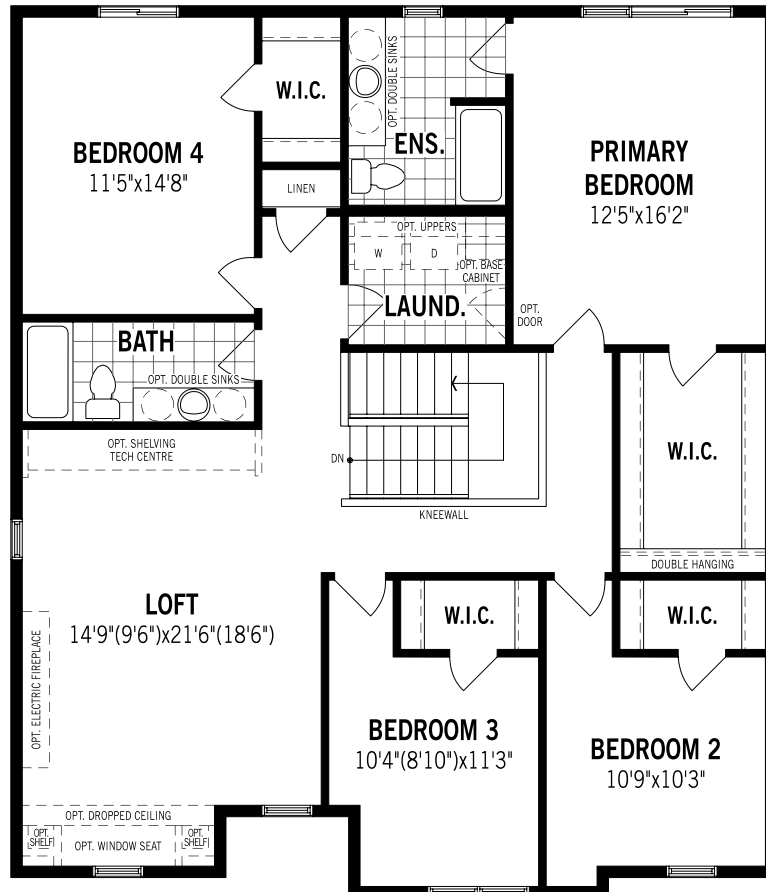 BEDROOM 4
11'5"x14'8"
W.I.C.
LINEN
OPT. DOUBLE SINKS
ENS.
PRIMARY
BEDROOM
12'5"x16'2"
OPT. UPPERS
W
D
OPT. BASE
CABINET
LAUND.
OPT.
DOOR
BATH
OPT. DOUBLE SINKS
OPT. SHELVING
TECH CENTRE
DN
KNEEWALL
W.I.C.
DOUBLE HANGING
LOFT
14'9"(9'6")x21'6"(18'6")
OPT. ELECTRIC FIREPLACE
OPT. DROPPED CEILING
OPT.
SHELF
OPT. WINDOW SEAT
OPT.
SHELF
W.I.C.
BEDROOM 3
10'4"(8'10")x11'3"
W.I.C.
BEDROOM 2
10'9"x10'3"